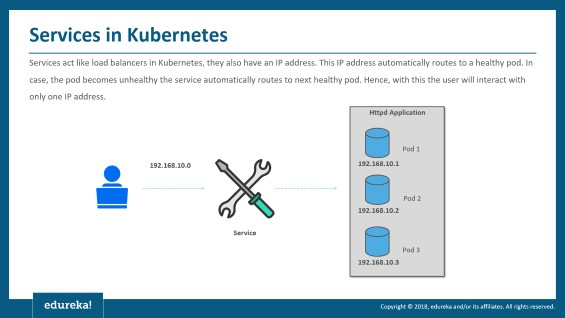 Services in Kubernetes
Services act like load balancers in Kubernetes, they also have an IP address. This IP address automatically routes to a healthy pod. In
case, the pod becomes unhealthy the service automatically routes to next healthy pod. Hence, with this the user will interact with
only one IP address.
Httpd Application
Pod 1
192.168.10.1
192.168.10.0
Pod 2
192.168.10.2
Service
Pod 3
192.168.10.3
edureka!
Copyright © 2018, edureka and/or its affiliates. All rights reserved.